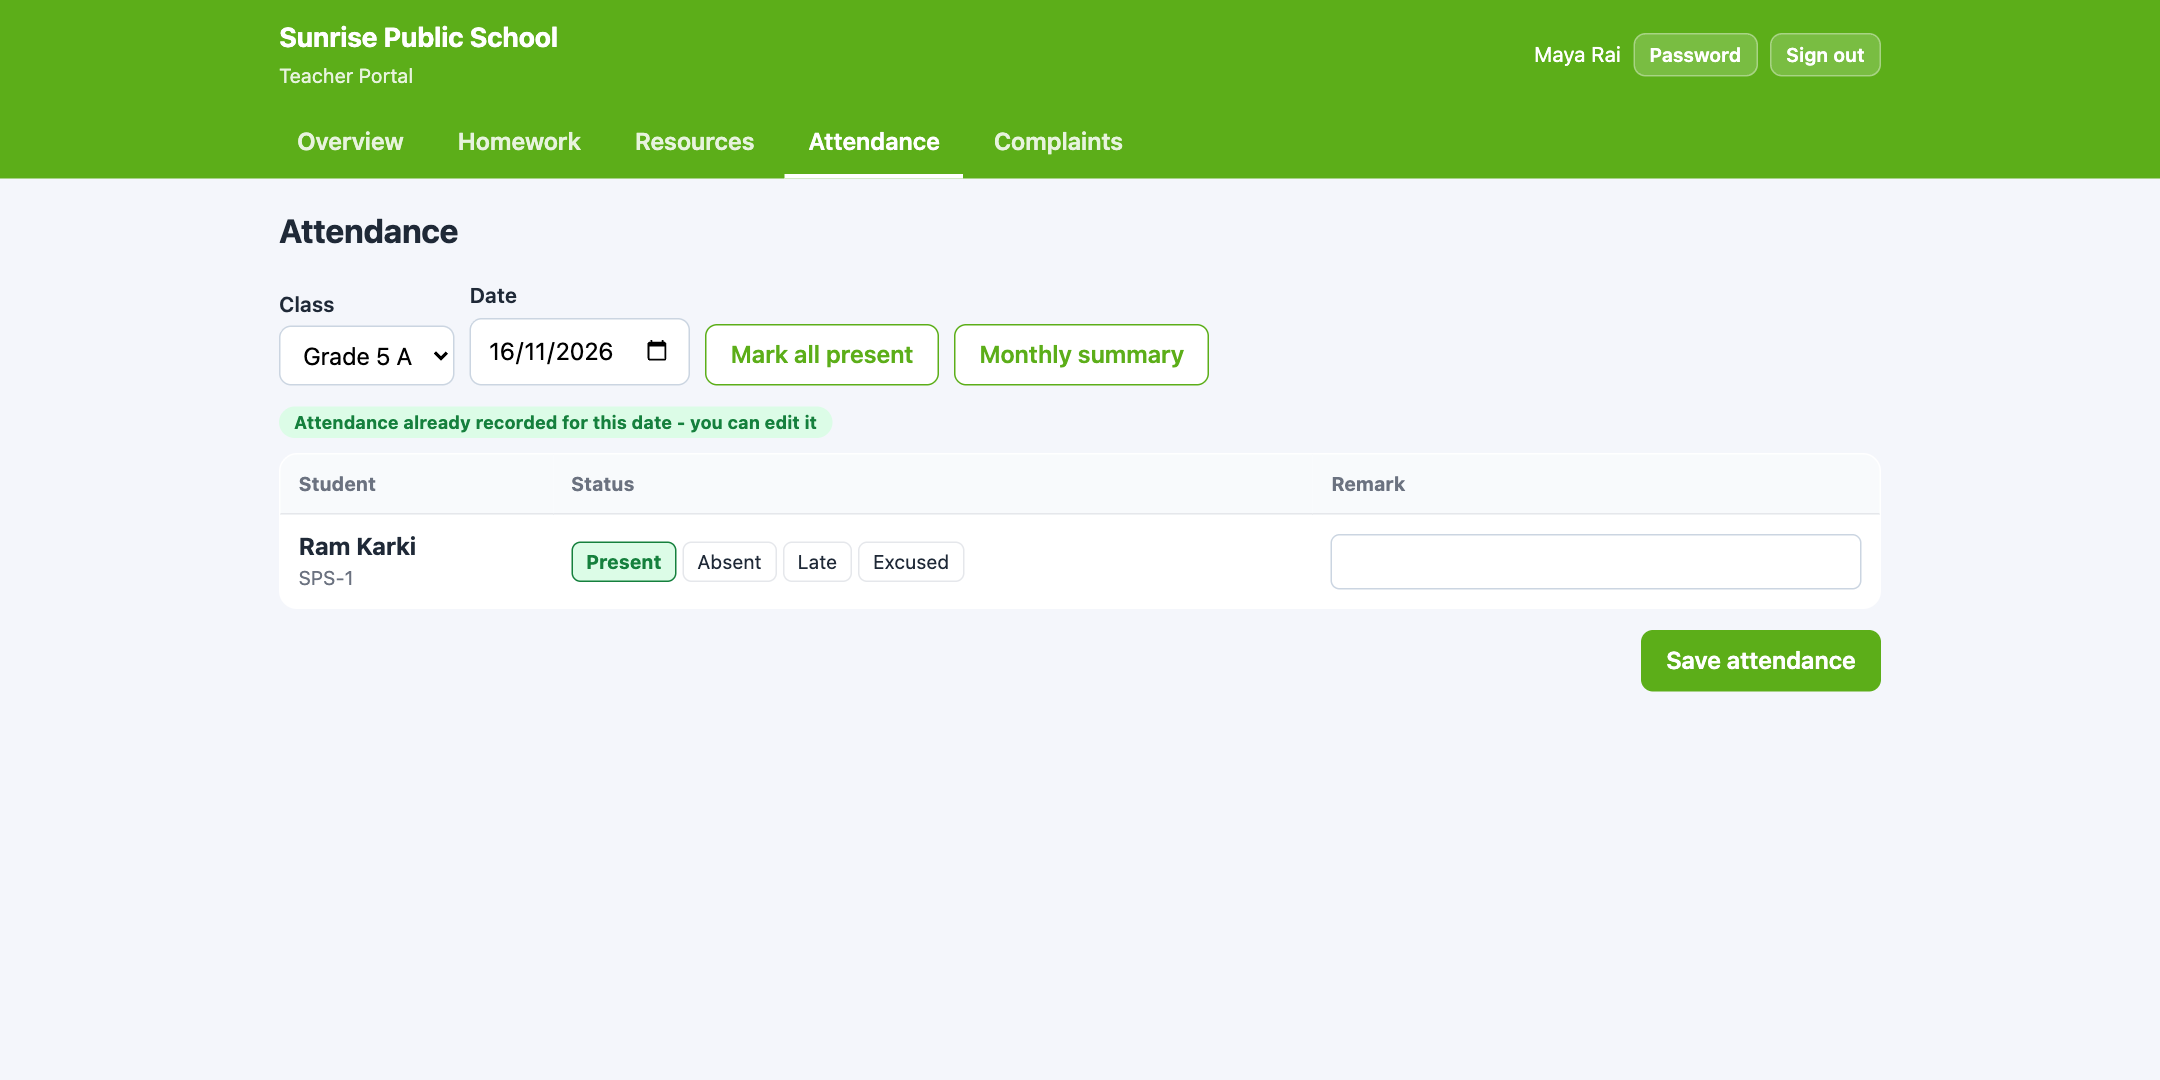 Sunrise Public School
Teacher Portal
Maya Rai
Password
Sign out
Overview
Homework
Resources
Attendance
Complaints
Attendance
Class
Grade 5 A
Date
16/11/2026
Mark all present
Monthly summary
Attendance already recorded for this date - you can edit it
Student
Status
Remark
Ram Karki
SPS-1
Present
Absent
Late
Excused
Save attendance